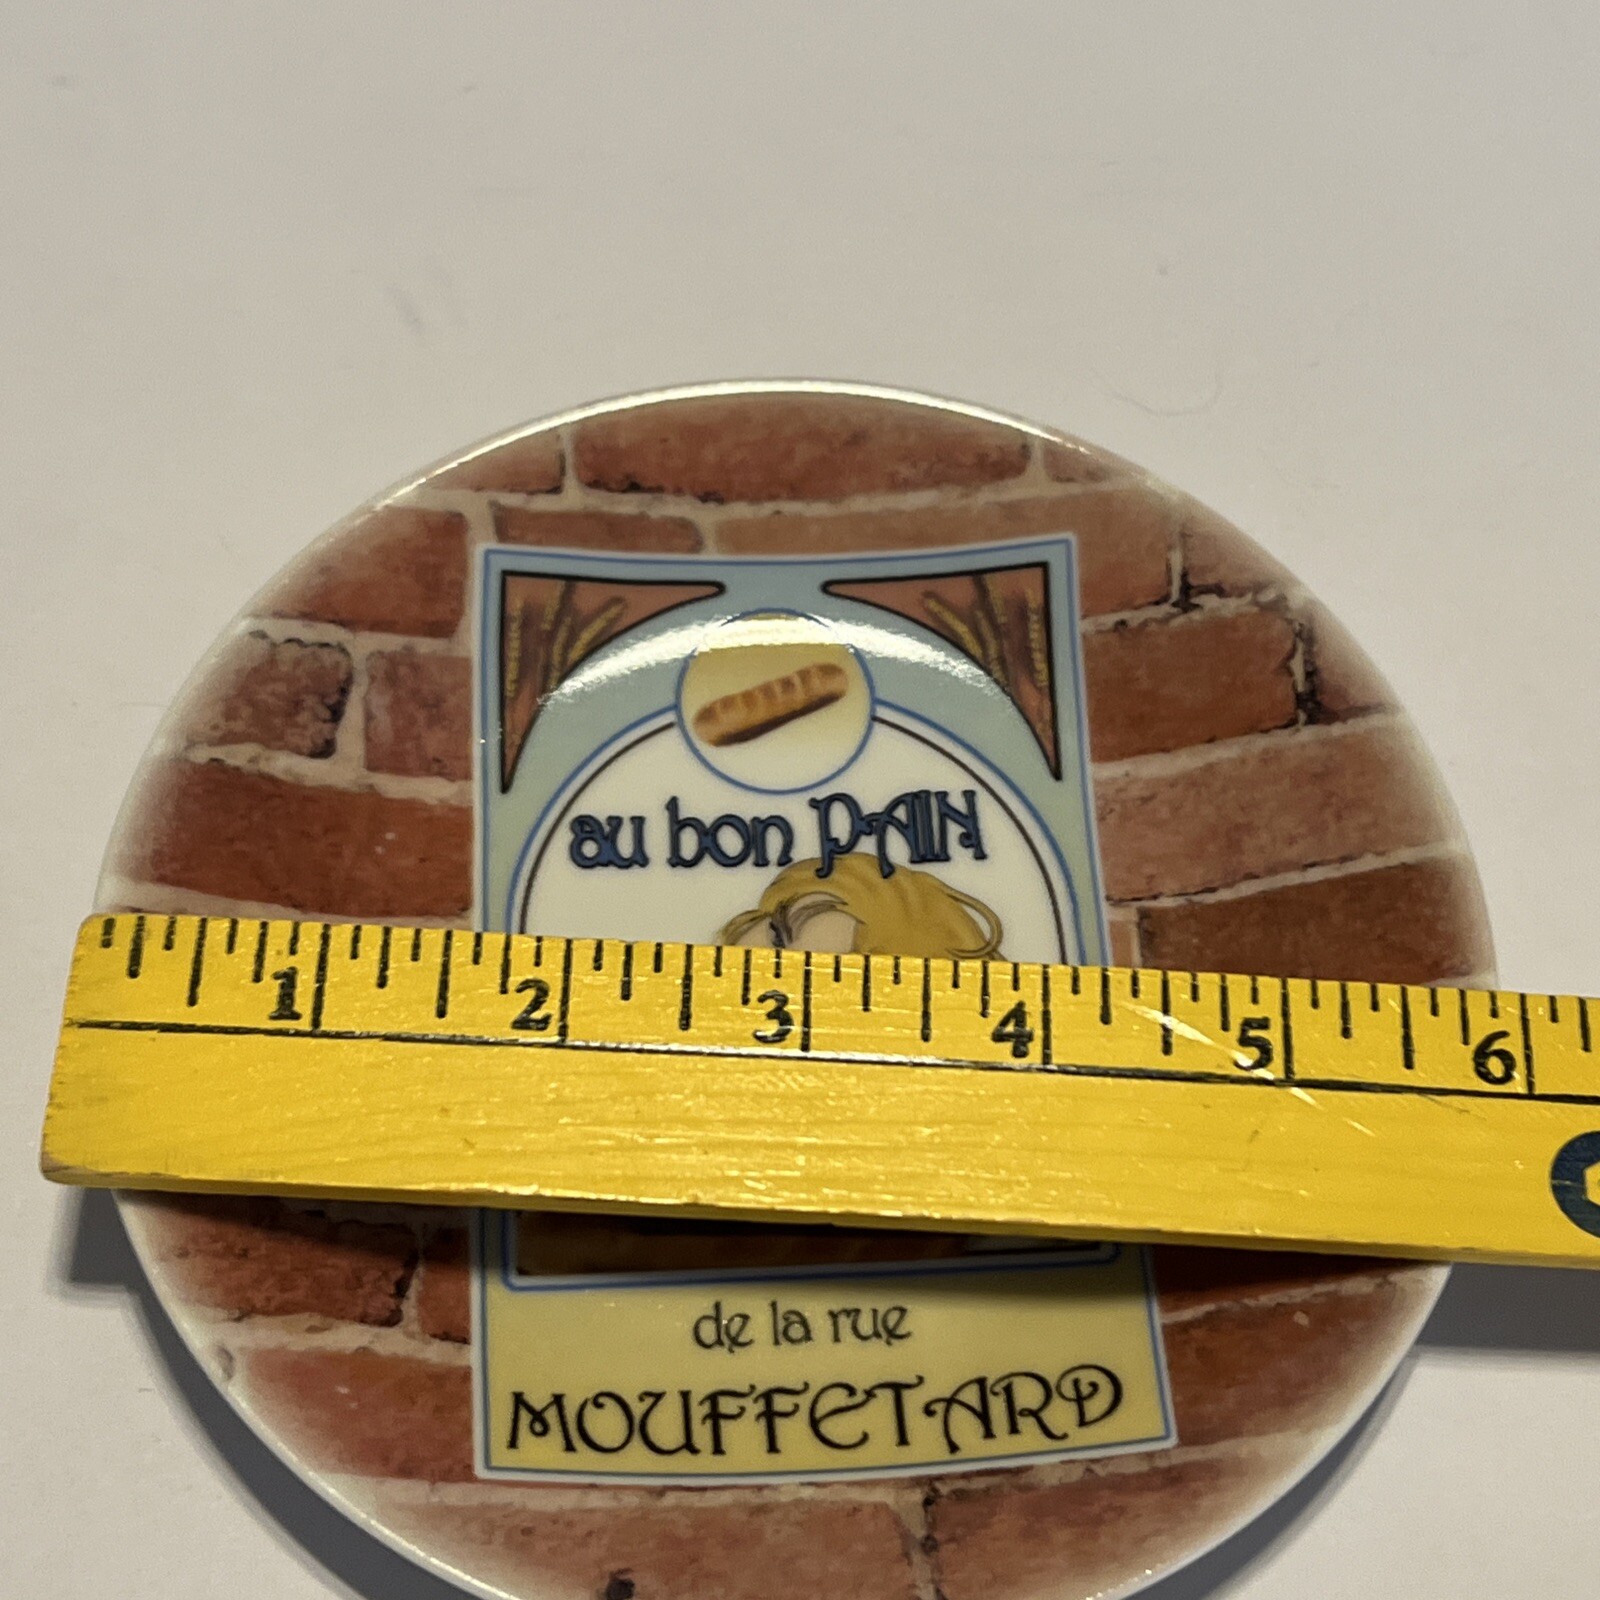 au bon PAIN
1 2 3 4 5 6
de la rue
MOUFFETARD